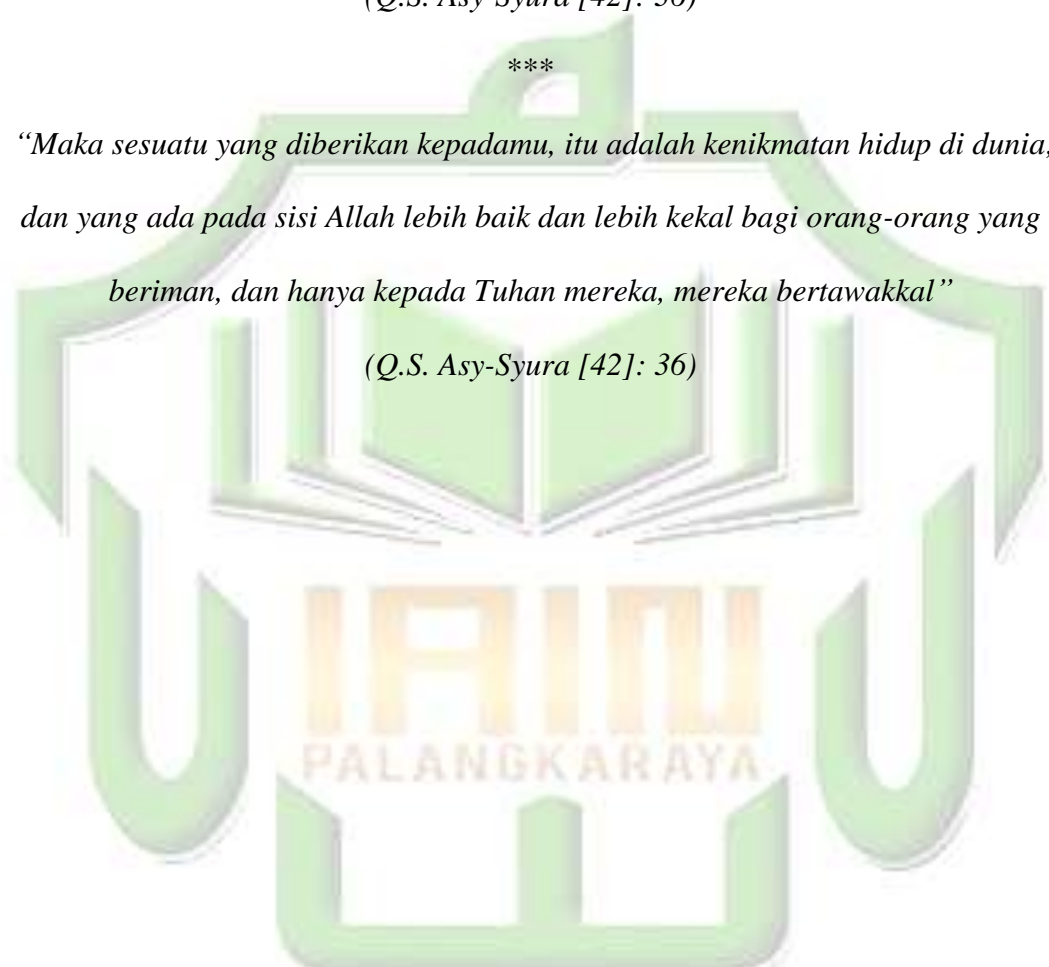 (Q.S. Asy-Syura [42]: 36)
***
“Maka sesuatu yang diberikan kepadamu, itu adalah kenikmatan hidup di dunia,
dan yang ada pada sisi Allah lebih baik dan lebih kekal bagi orang-orang yang
beriman, dan hanya kepada Tuhan mereka, mereka bertawakkal”
(Q.S. Asy-Syura [42]: 36)
IAIN
PALANGKARAYA